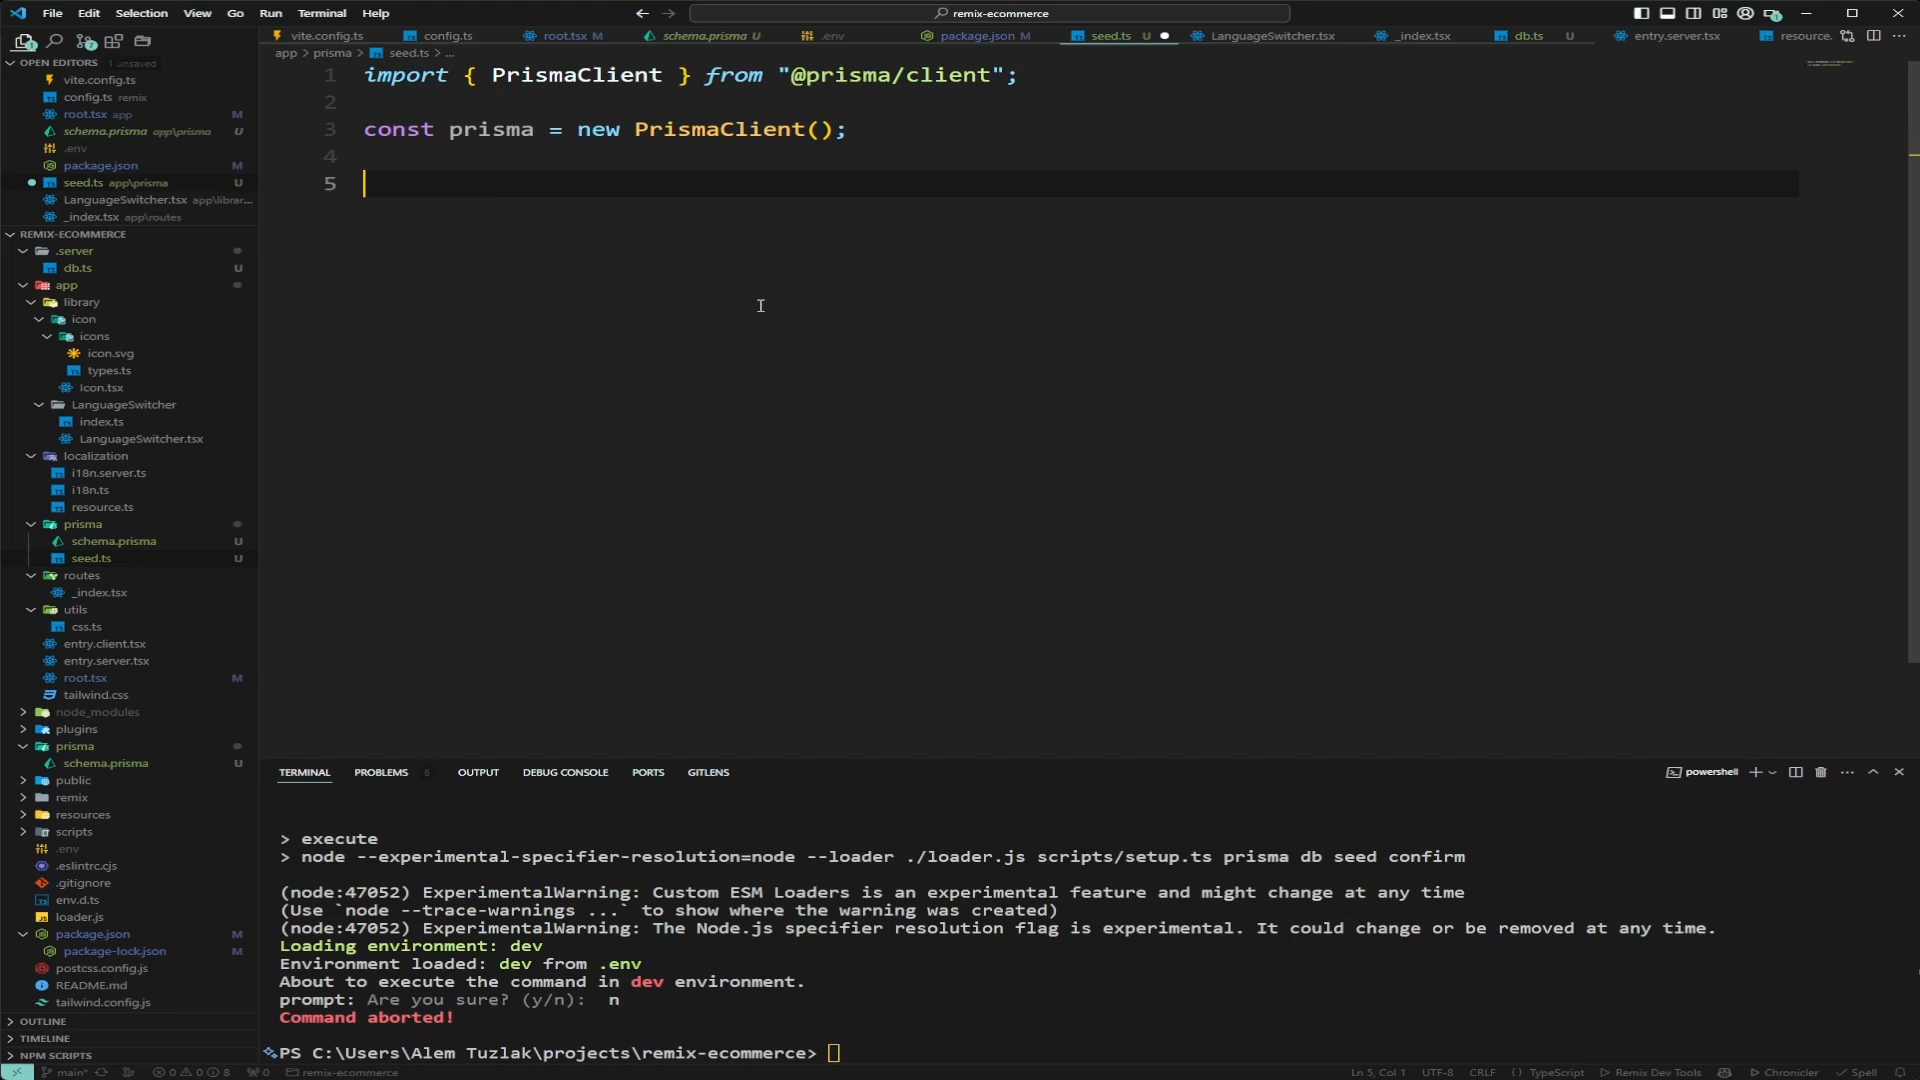 File Edit Selection View Go Run Terminal Help
remix-ecommerce
vite.config.ts config.ts root.tsx M schema.prisma U .env package.json M seed.ts U LanguageSwitcher.tsx _index.tsx db.ts U entry.server.tsx resource.
app > prisma > seed.ts > ...
OPEN EDITORS 1 unsaved
vite.config.ts
config.ts remix
root.tsx app M
schema.prisma app\prisma U
.env
package.json M
seed.ts app\prisma U
LanguageSwitcher.tsx app\librar...
_index.tsx app\routes
REMIX-ECOMMERCE
.server
db.ts U
app
library
icon
icons
icon.svg
types.ts
Icon.tsx
LanguageSwitcher
index.ts
LanguageSwitcher.tsx
localization
i18n.server.ts
i18n.ts
resource.ts
prisma
schema.prisma U
seed.ts U
routes
_index.tsx
utils
css.ts
entry.client.tsx
entry.server.tsx
root.tsx M
tailwind.css
node_modules
plugins
prisma
schema.prisma U
public
remix
resources
scripts
.env
.eslintrc.cjs
.gitignore
env.d.ts
loader.js
package.json M
package-lock.json M
postcss.config.js
README.md
tailwind.config.js
OUTLINE
TIMELINE
NPM SCRIPTS
1 import { PrismaClient } from "@prisma/client";
2
3 const prisma = new PrismaClient();
4
5
TERMINAL PROBLEMS 8 OUTPUT DEBUG CONSOLE PORTS GITLENS
powershell
> execute
> node --experimental-specifier-resolution=node --loader ./loader.js scripts/setup.ts prisma db seed confirm
(node:47052) ExperimentalWarning: Custom ESM Loaders is an experimental feature and might change at any time
(Use `node --trace-warnings ...` to show where the warning was created)
(node:47052) ExperimentalWarning: The Node.js specifier resolution flag is experimental. It could change or be removed at any time.
Loading environment: dev
Environment loaded: dev from .env
About to execute the command in dev environment.
prompt: Are you sure? (y/n): n
Command aborted!
PS C:\Users\Alem Tuzlak\projects\remix-ecommerce>
main* 0 0 8 0 remix-ecommerce
Ln 5, Col 1 UTF-8 CRLF {} TypeScript Remix Dev Tools Chronicler Spell